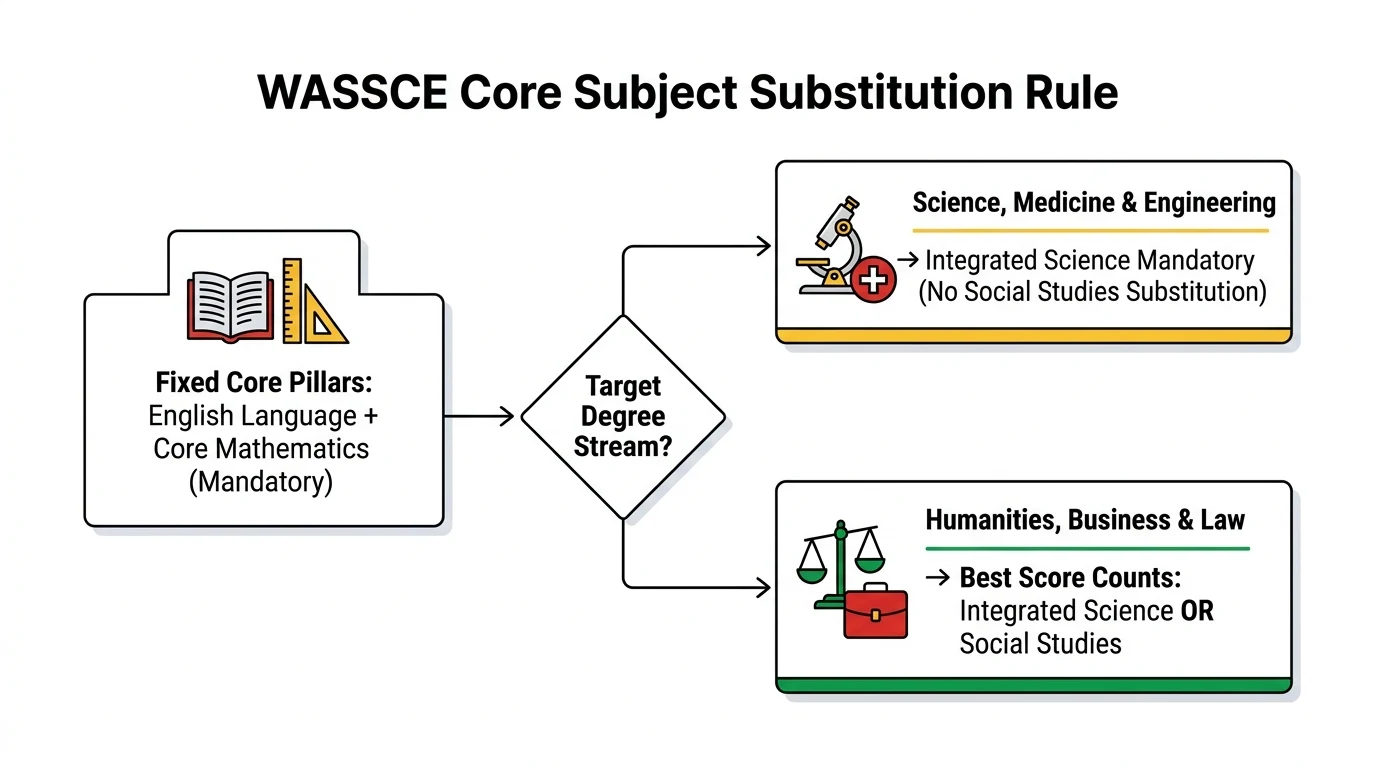 WASSCE Core Subject Substitution Rule
Fixed Core Pillars:
English Language +
Core Mathematics
(Mandatory)
Target
Degree
Stream?
Science, Medicine & Engineering
→ Integrated Science Mandatory
(No Social Studies Substitution)
Humanities, Business & Law
→ Best Score Counts:
Integrated Science OR
Social Studies